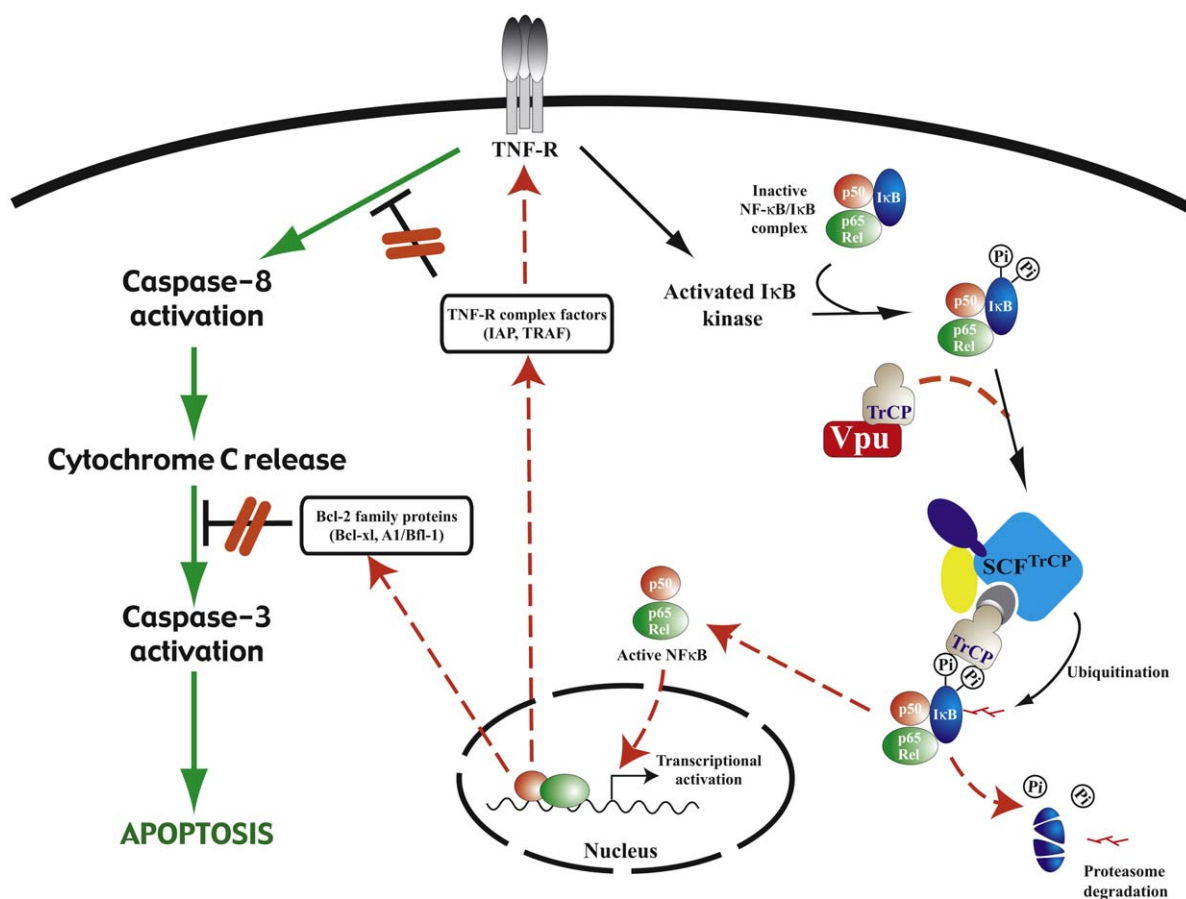 TNF-R
Inactive
NF-κB/IκB
complex
p50
IκB
p65
Rel
Pi
Pi
p50
IκB
p65
Rel
Caspase-8
activation
TNF-R complex factors
(IAP, TRAF)
Activated IκB
kinase
TrCP
Vpu
Cytochrome C release
Bcl-2 family proteins
(Bcl-xl, A1/Bfl-1)
SCFTrCP
TrCP
Caspase-3
activation
p50
p65
Rel
Active NFκB
Ubiquitination
Pi
Pi
p50
IκB
p65
Rel
Transcriptional
activation
Nucleus
Pi
Pi
APOPTOSIS
Proteasome
degradation